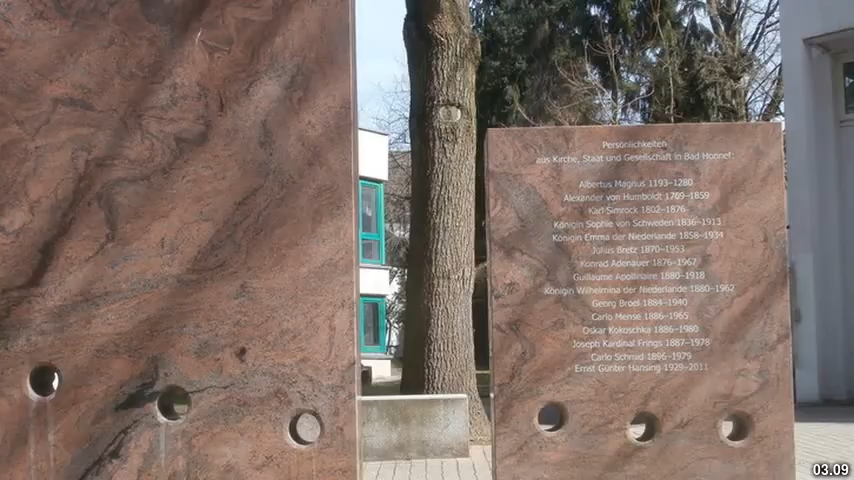 Persönlichkeiten
aus Kirche, Staat und Gesellschaft in Bad Honnef:
Albertus Magnus 1193–1280
Alexander von Humboldt 1769–1859
Karl Simrock 1802–1876
Königin Sophie von Schweden 1836–1913
Königin Emma der Niederlande 1858–1934
Julius Bretz 1870–1953
Konrad Adenauer 1876–1967
Guillaume Apollinaire 1880–1918
Königin Wilhelmina der Niederlande 1880–1962
Georg Broel 1884–1940
Carlo Mense 1886–1965
Oskar Kokoschka 1886–1980
Joseph Kardinal Frings 1887–1978
Carlo Schmid 1896–1979
Ernst Günter Hansing 1929–2011
03.09